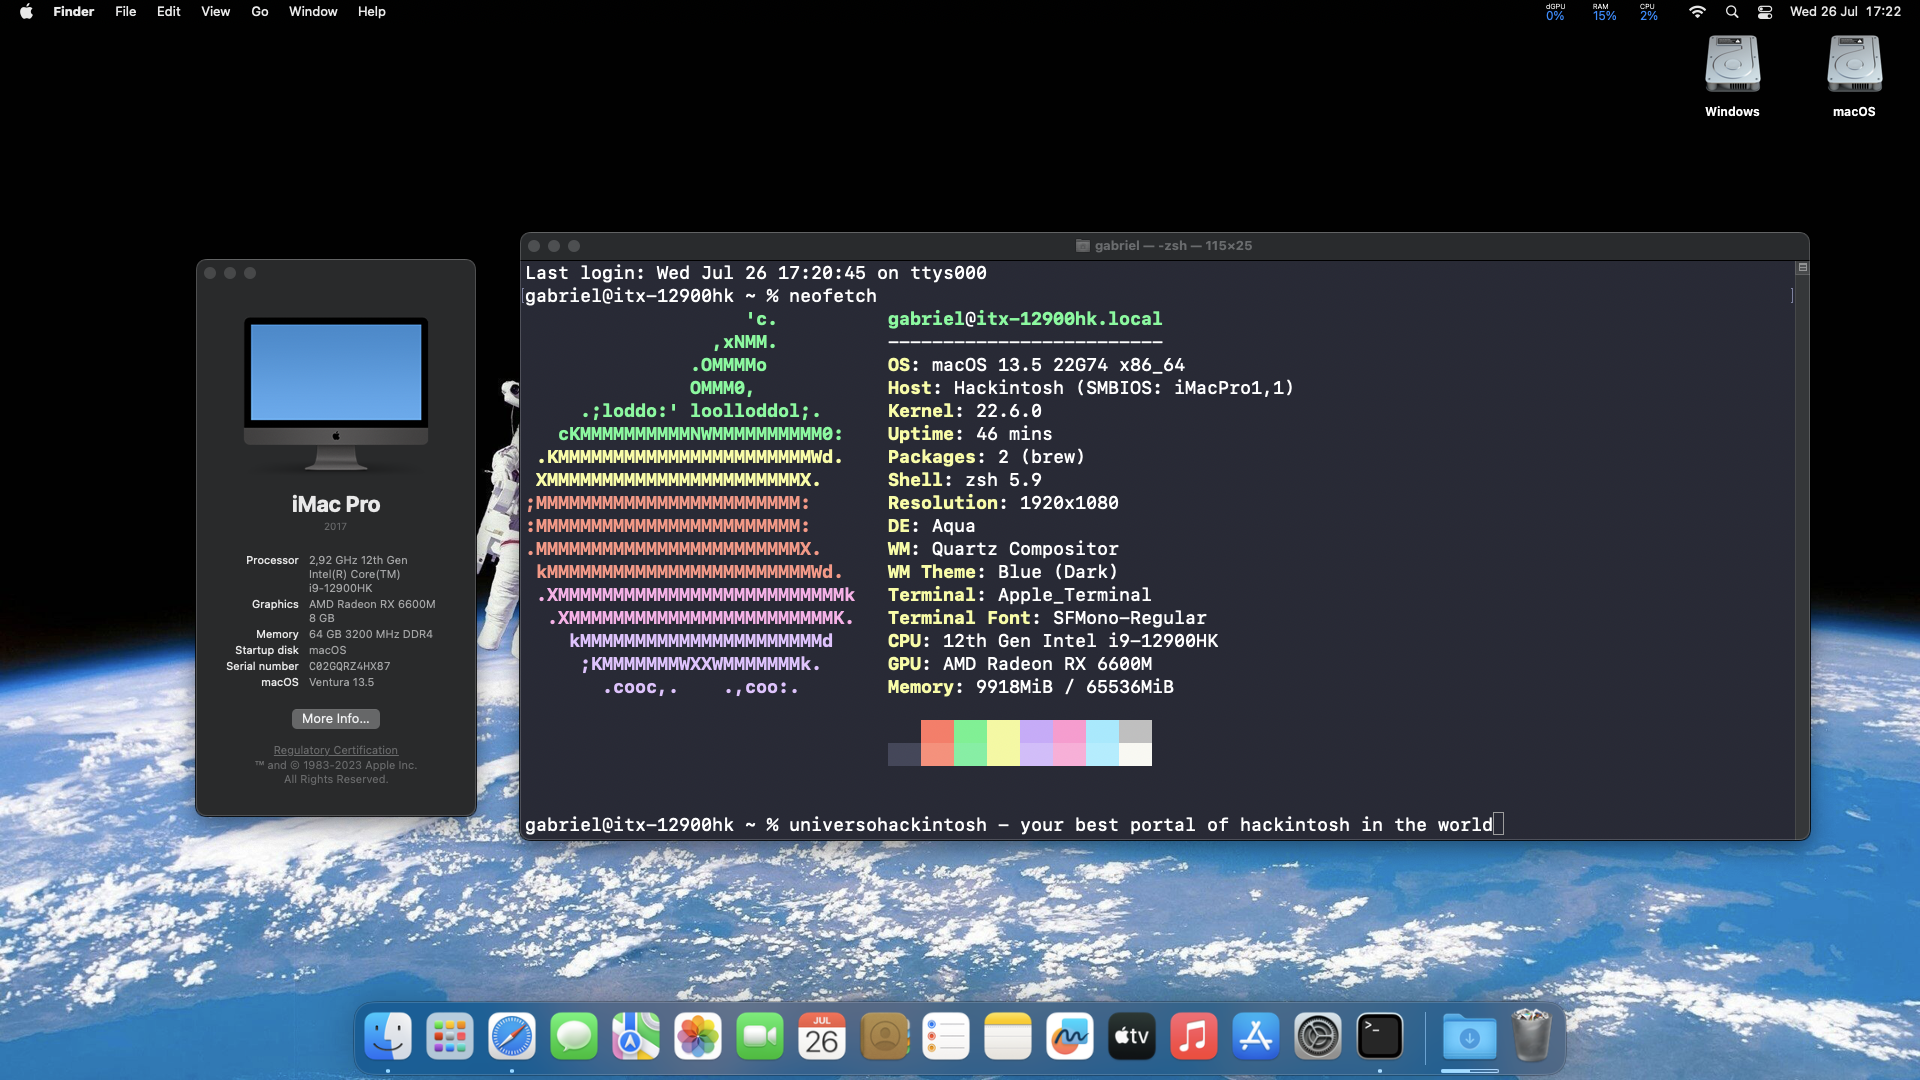 Finder File Edit View Go Window Help
dGPU 0% RAM 15% CPU 2% Wed 26 Jul 17:22
Windows
macOS
iMac Pro
2017
Processor 2,92 GHz 12th Gen
Intel(R) Core(TM)
i9-12900HK
Graphics AMD Radeon RX 6600M
8 GB
Memory 64 GB 3200 MHz DDR4
Startup disk macOS
Serial number C02GQRZ4HX87
macOS Ventura 13.5
More Info...
Regulatory Certification
™ and © 1983-2023 Apple Inc.
All Rights Reserved.
gabriel — -zsh — 115×25
Last login: Wed Jul 26 17:20:45 on ttys000
[gabriel@itx-12900hk ~ % neofetch ]
'c. gabriel@itx-12900hk.local
,xNMM. -------------------------
.OMMMMo OS: macOS 13.5 22G74 x86_64
OMMM0, Host: Hackintosh (SMBIOS: iMacPro1,1)
.;loddo:' loolloddol;. Kernel: 22.6.0
cKMMMMMMMMMMNWMMMMMMMMMM0: Uptime: 46 mins
.KMMMMMMMMMMMMMMMMMMMMMMMWd. Packages: 2 (brew)
XMMMMMMMMMMMMMMMMMMMMMMMX. Shell: zsh 5.9
;MMMMMMMMMMMMMMMMMMMMMMMM: Resolution: 1920x1080
:MMMMMMMMMMMMMMMMMMMMMMMM: DE: Aqua
.MMMMMMMMMMMMMMMMMMMMMMMMX. WM: Quartz Compositor
kMMMMMMMMMMMMMMMMMMMMMMMMWd. WM Theme: Blue (Dark)
.XMMMMMMMMMMMMMMMMMMMMMMMMMMk Terminal: Apple_Terminal
.XMMMMMMMMMMMMMMMMMMMMMMMMK. Terminal Font: SFMono-Regular
kMMMMMMMMMMMMMMMMMMMMMMd CPU: 12th Gen Intel i9-12900HK
;KMMMMMMMWXXWMMMMMMMk. GPU: AMD Radeon RX 6600M
.cooc,. .,coo:. Memory: 9918MiB / 65536MiB
gabriel@itx-12900hk ~ % universohackintosh - your best portal of hackintosh in the world
JUL
26
tv
>_